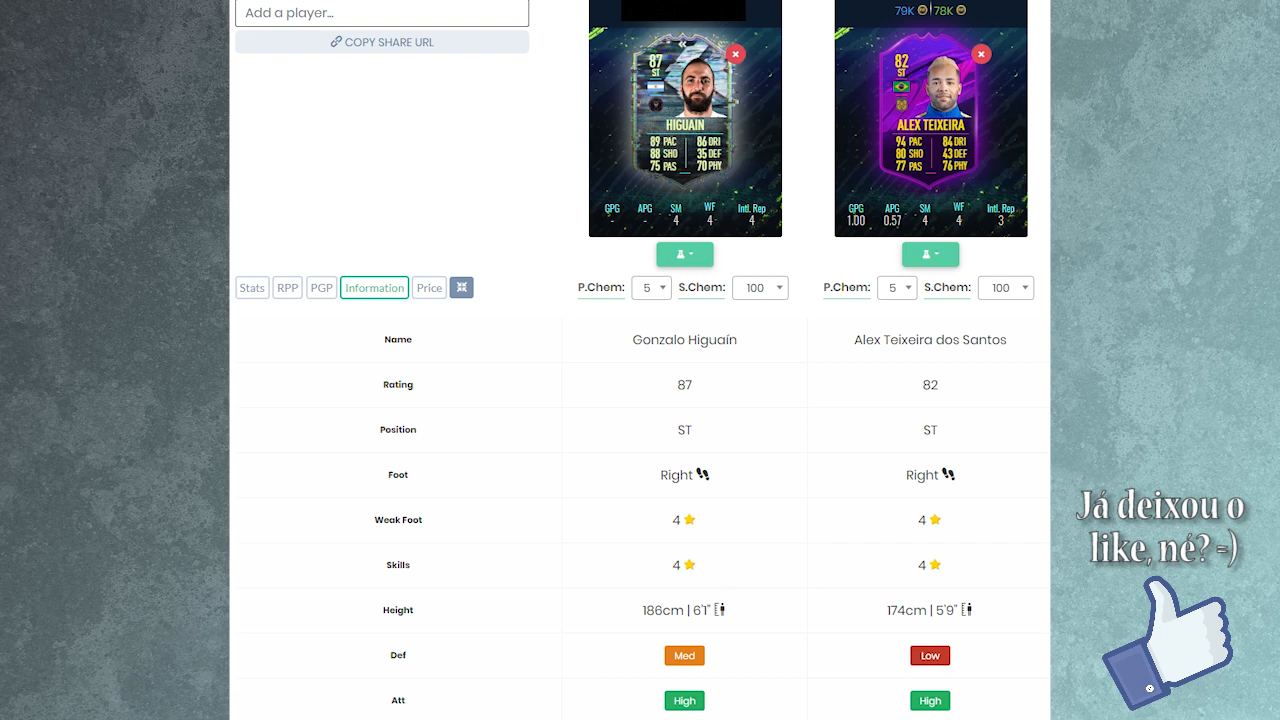 Add a player...
COPY SHARE URL
79K 78K
87
ST
HIGUAIN
89 PAC 86 DRI
88 SHO 35 DEF
75 PAS 70 PHY
GPG APG SM WF Intl. Rep
- - 4 4 4
82
ST
ALEX TEIXEIRA
94 PAC 84 DRI
80 SHO 43 DEF
77 PAS 76 PHY
GPG APG SM WF Intl. Rep
1.00 0.57 4 4 3
Stats RPP PGP Information Price
P.Chem: 5 S.Chem: 100
P.Chem: 5 S.Chem: 100
Name Gonzalo Higuaín Alex Teixeira dos Santos
Rating 87 82
Position ST ST
Foot Right Right
Weak Foot 4 4
Skills 4 4
Height 186cm | 6'1" 174cm | 5'9"
Def Med Low
Att High High
Já deixou o
like, né? =)